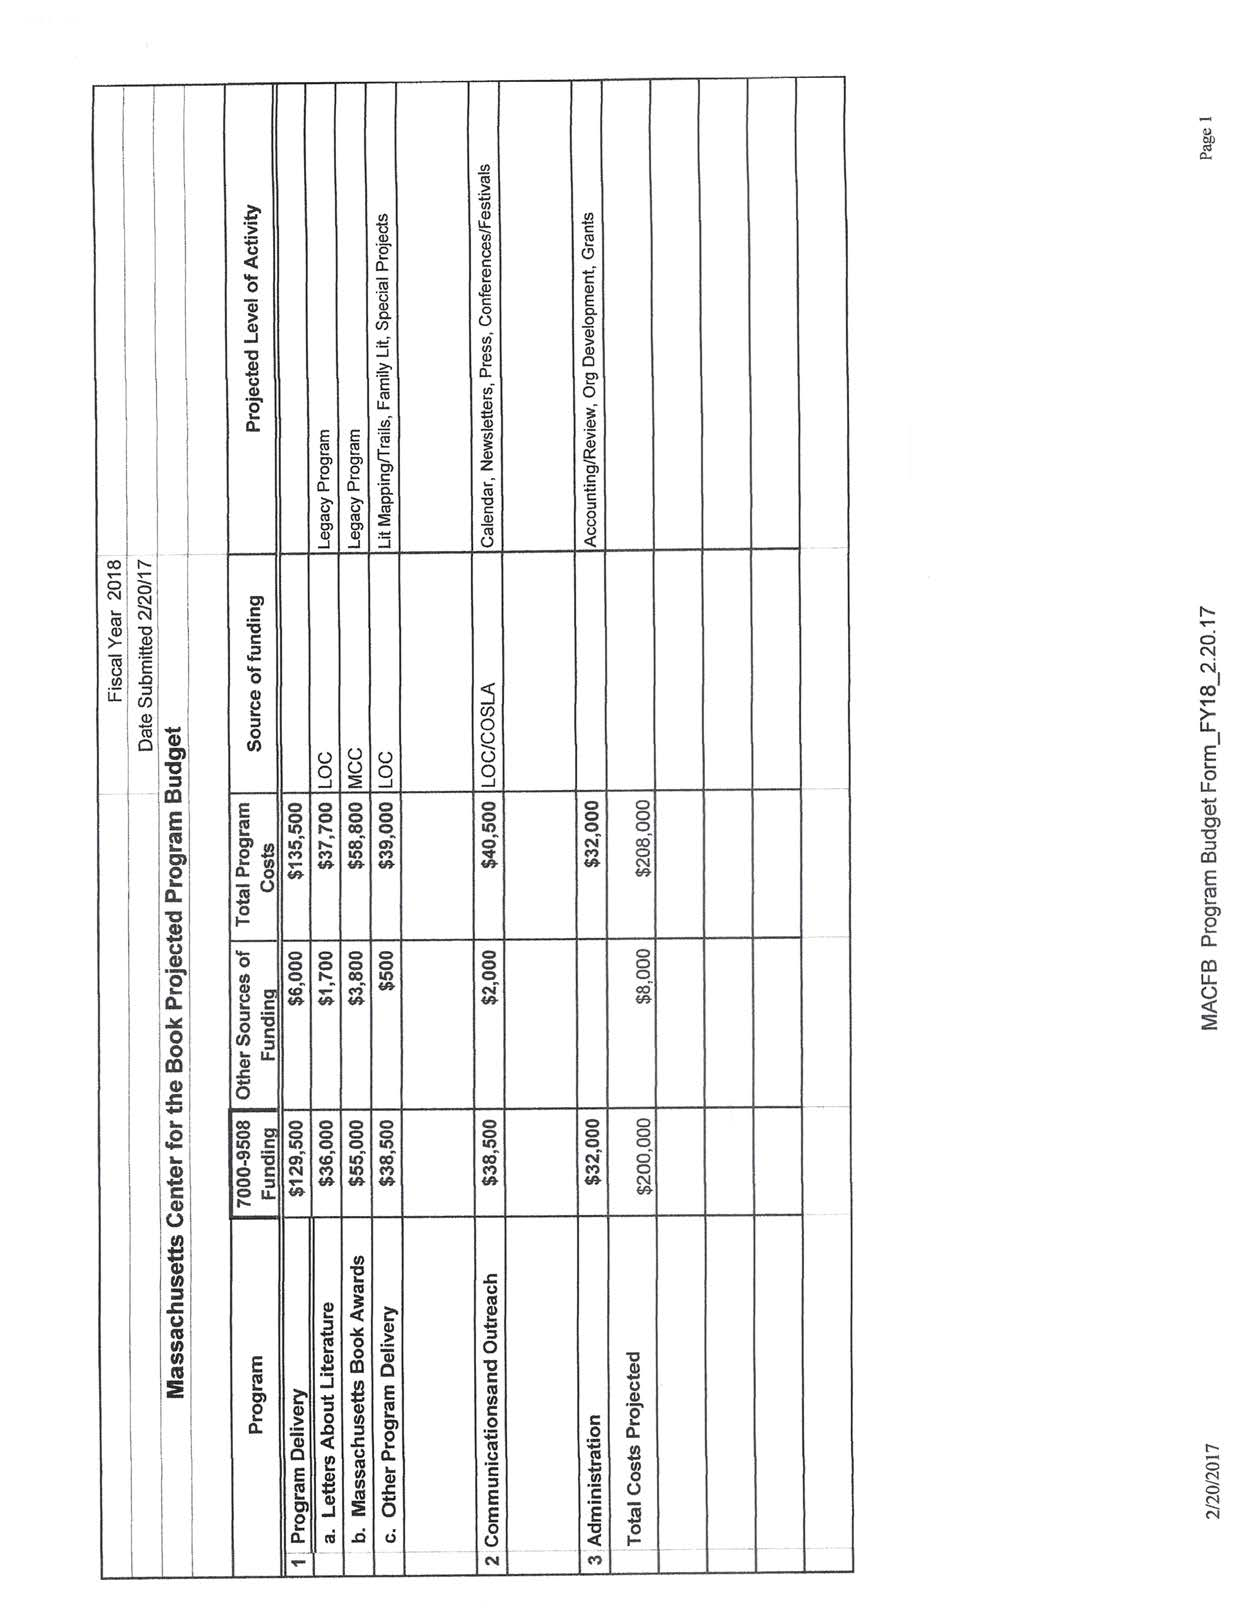 Fiscal Year 2018
Date Submitted 2/20/17
Massachusetts Center for the Book Projected Program Budget
Program 7000-9508 Funding Other Sources of Funding Total Program Costs Source of funding Projected Level of Activity
1 Program Delivery $129,500 $6,000 $135,500
a. Letters About Literature $36,000 $1,700 $37,700 LOC Legacy Program
b. Massachusetts Book Awards $55,000 $3,800 $58,800 MCC Legacy Program
c. Other Program Delivery $38,500 $500 $39,000 LOC Lit Mapping/Trails, Family Lit, Special Projects
2 Communicationsand Outreach $38,500 $2,000 $40,500 LOC/COSLA Calendar, Newsletters, Press, Conferences/Festivals
3 Administration $32,000 $32,000 Accounting/Review, Org Development, Grants
Total Costs Projected $200,000 $8,000 $208,000
2/20/2017 MACFB Program Budget Form_FY18_2.20.17 Page 1